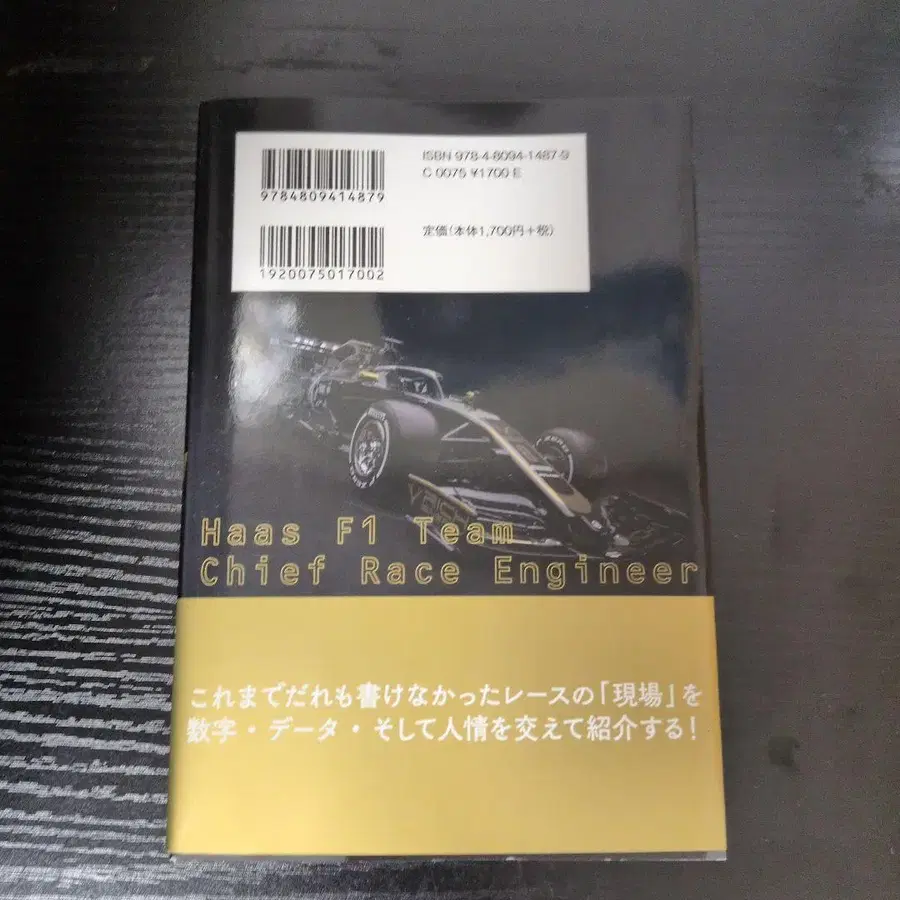 ISBN 978-4-8094-1487-9
C 0075 ¥1700 E
9784809414879
定価(本体1,700円+税)
1920075017002
Haas F1 Team
Chief Race Engineer
これまでだれも書けなかったレースの「現場」を
数字・データ・そして人情を交えて紹介する!